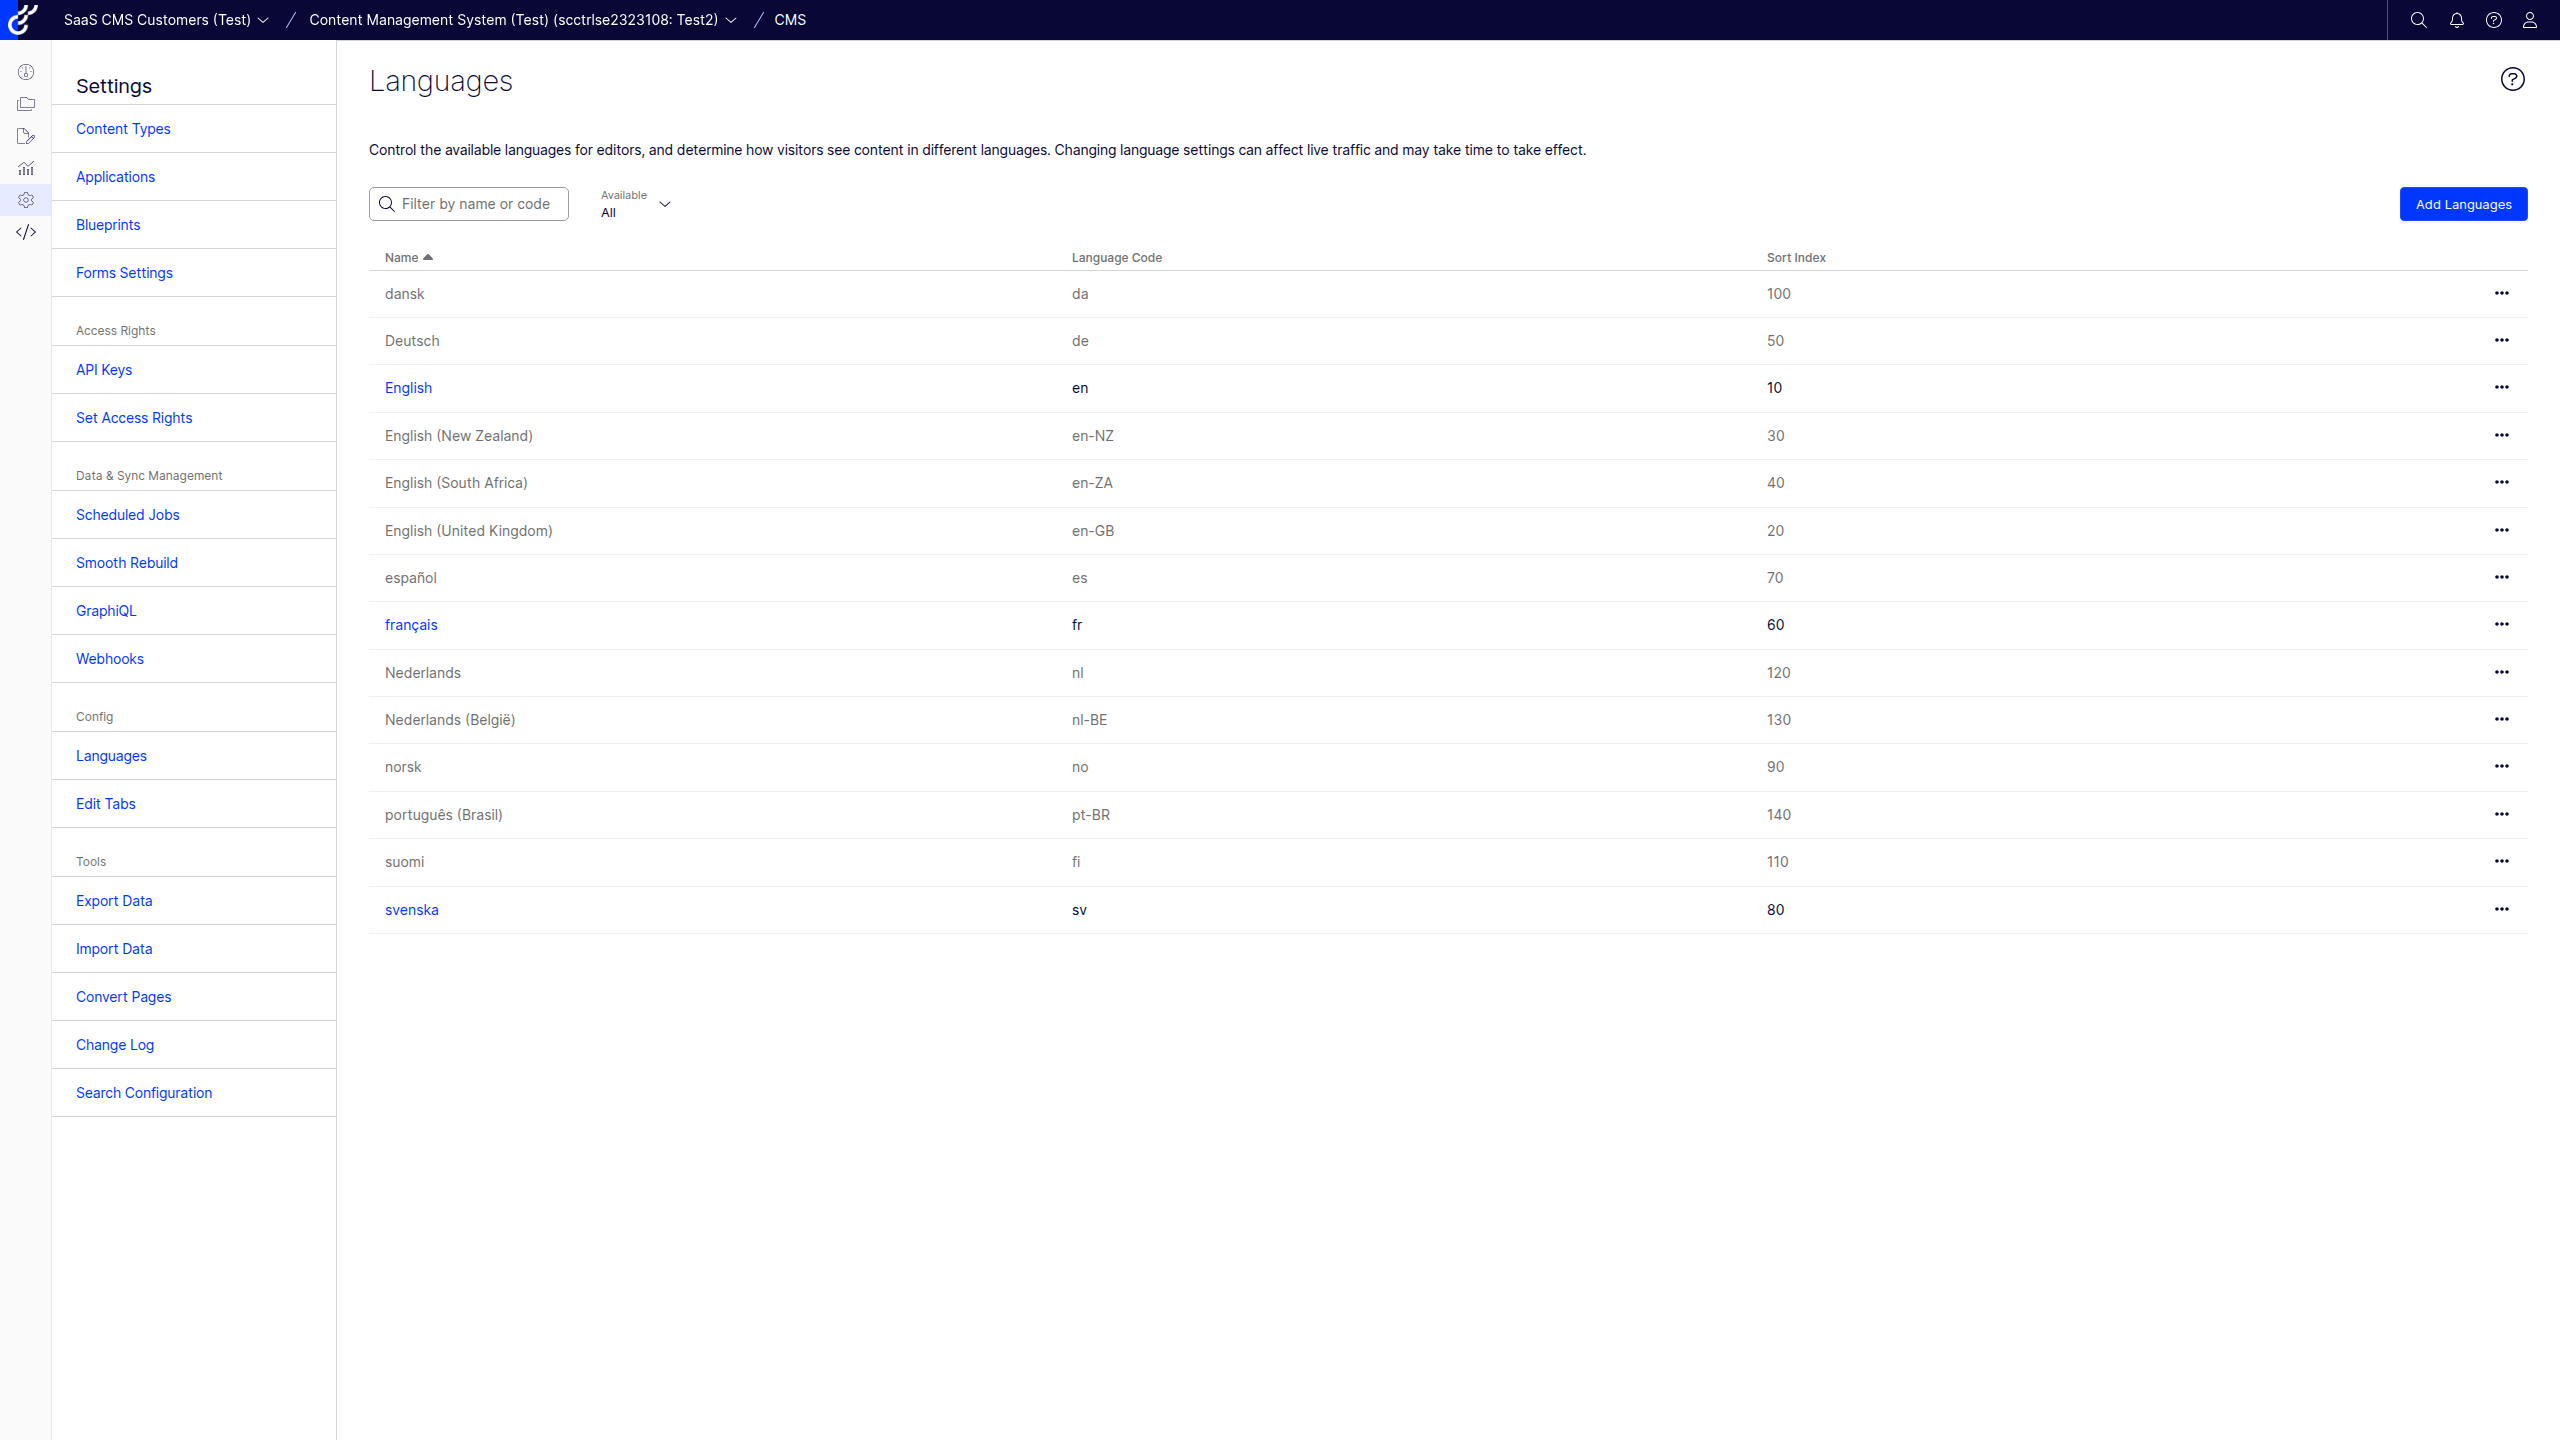 SaaS CMS Customers (Test) / Content Management System (Test) (scctrlse2323108: Test2) / CMS
Settings
Content Types
Applications
Blueprints
Forms Settings
Access Rights
API Keys
Set Access Rights
Data & Sync Management
Scheduled Jobs
Smooth Rebuild
GraphiQL
Webhooks
Config
Languages
Edit Tabs
Tools
Export Data
Import Data
Convert Pages
Change Log
Search Configuration
Languages
Control the available languages for editors, and determine how visitors see content in different languages. Changing language settings can affect live traffic and may take time to take effect.
Filter by name or code
Available
All
Add Languages
Name Language Code Sort Index
dansk da 100
Deutsch de 50
English en 10
English (New Zealand) en-NZ 30
English (South Africa) en-ZA 40
English (United Kingdom) en-GB 20
español es 70
français fr 60
Nederlands nl 120
Nederlands (België) nl-BE 130
norsk no 90
português (Brasil) pt-BR 140
suomi fi 110
svenska sv 80